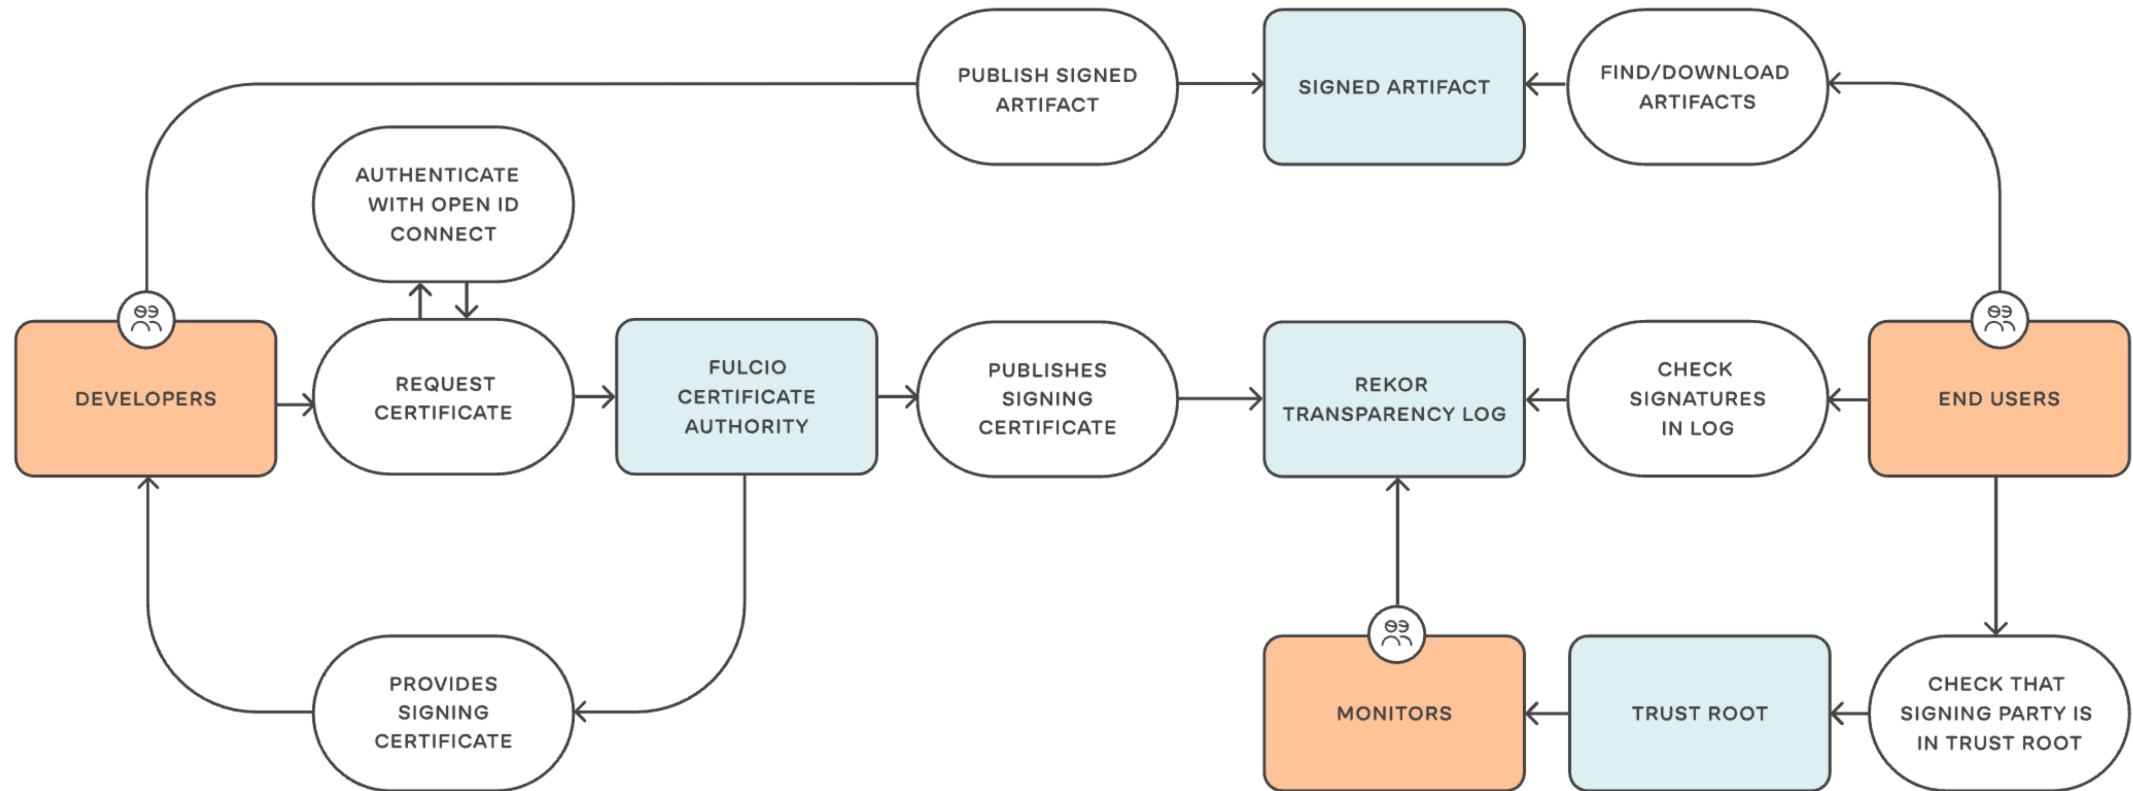 PUBLISH SIGNED
ARTIFACT
SIGNED ARTIFACT
FIND/DOWNLOAD
ARTIFACTS
AUTHENTICATE
WITH OPEN ID
CONNECT
DEVELOPERS
REQUEST
CERTIFICATE
FULCIO
CERTIFICATE
AUTHORITY
PUBLISHES
SIGNING
CERTIFICATE
REKOR
TRANSPARENCY LOG
CHECK
SIGNATURES
IN LOG
END USERS
PROVIDES
SIGNING
CERTIFICATE
MONITORS
TRUST ROOT
CHECK THAT
SIGNING PARTY IS
IN TRUST ROOT